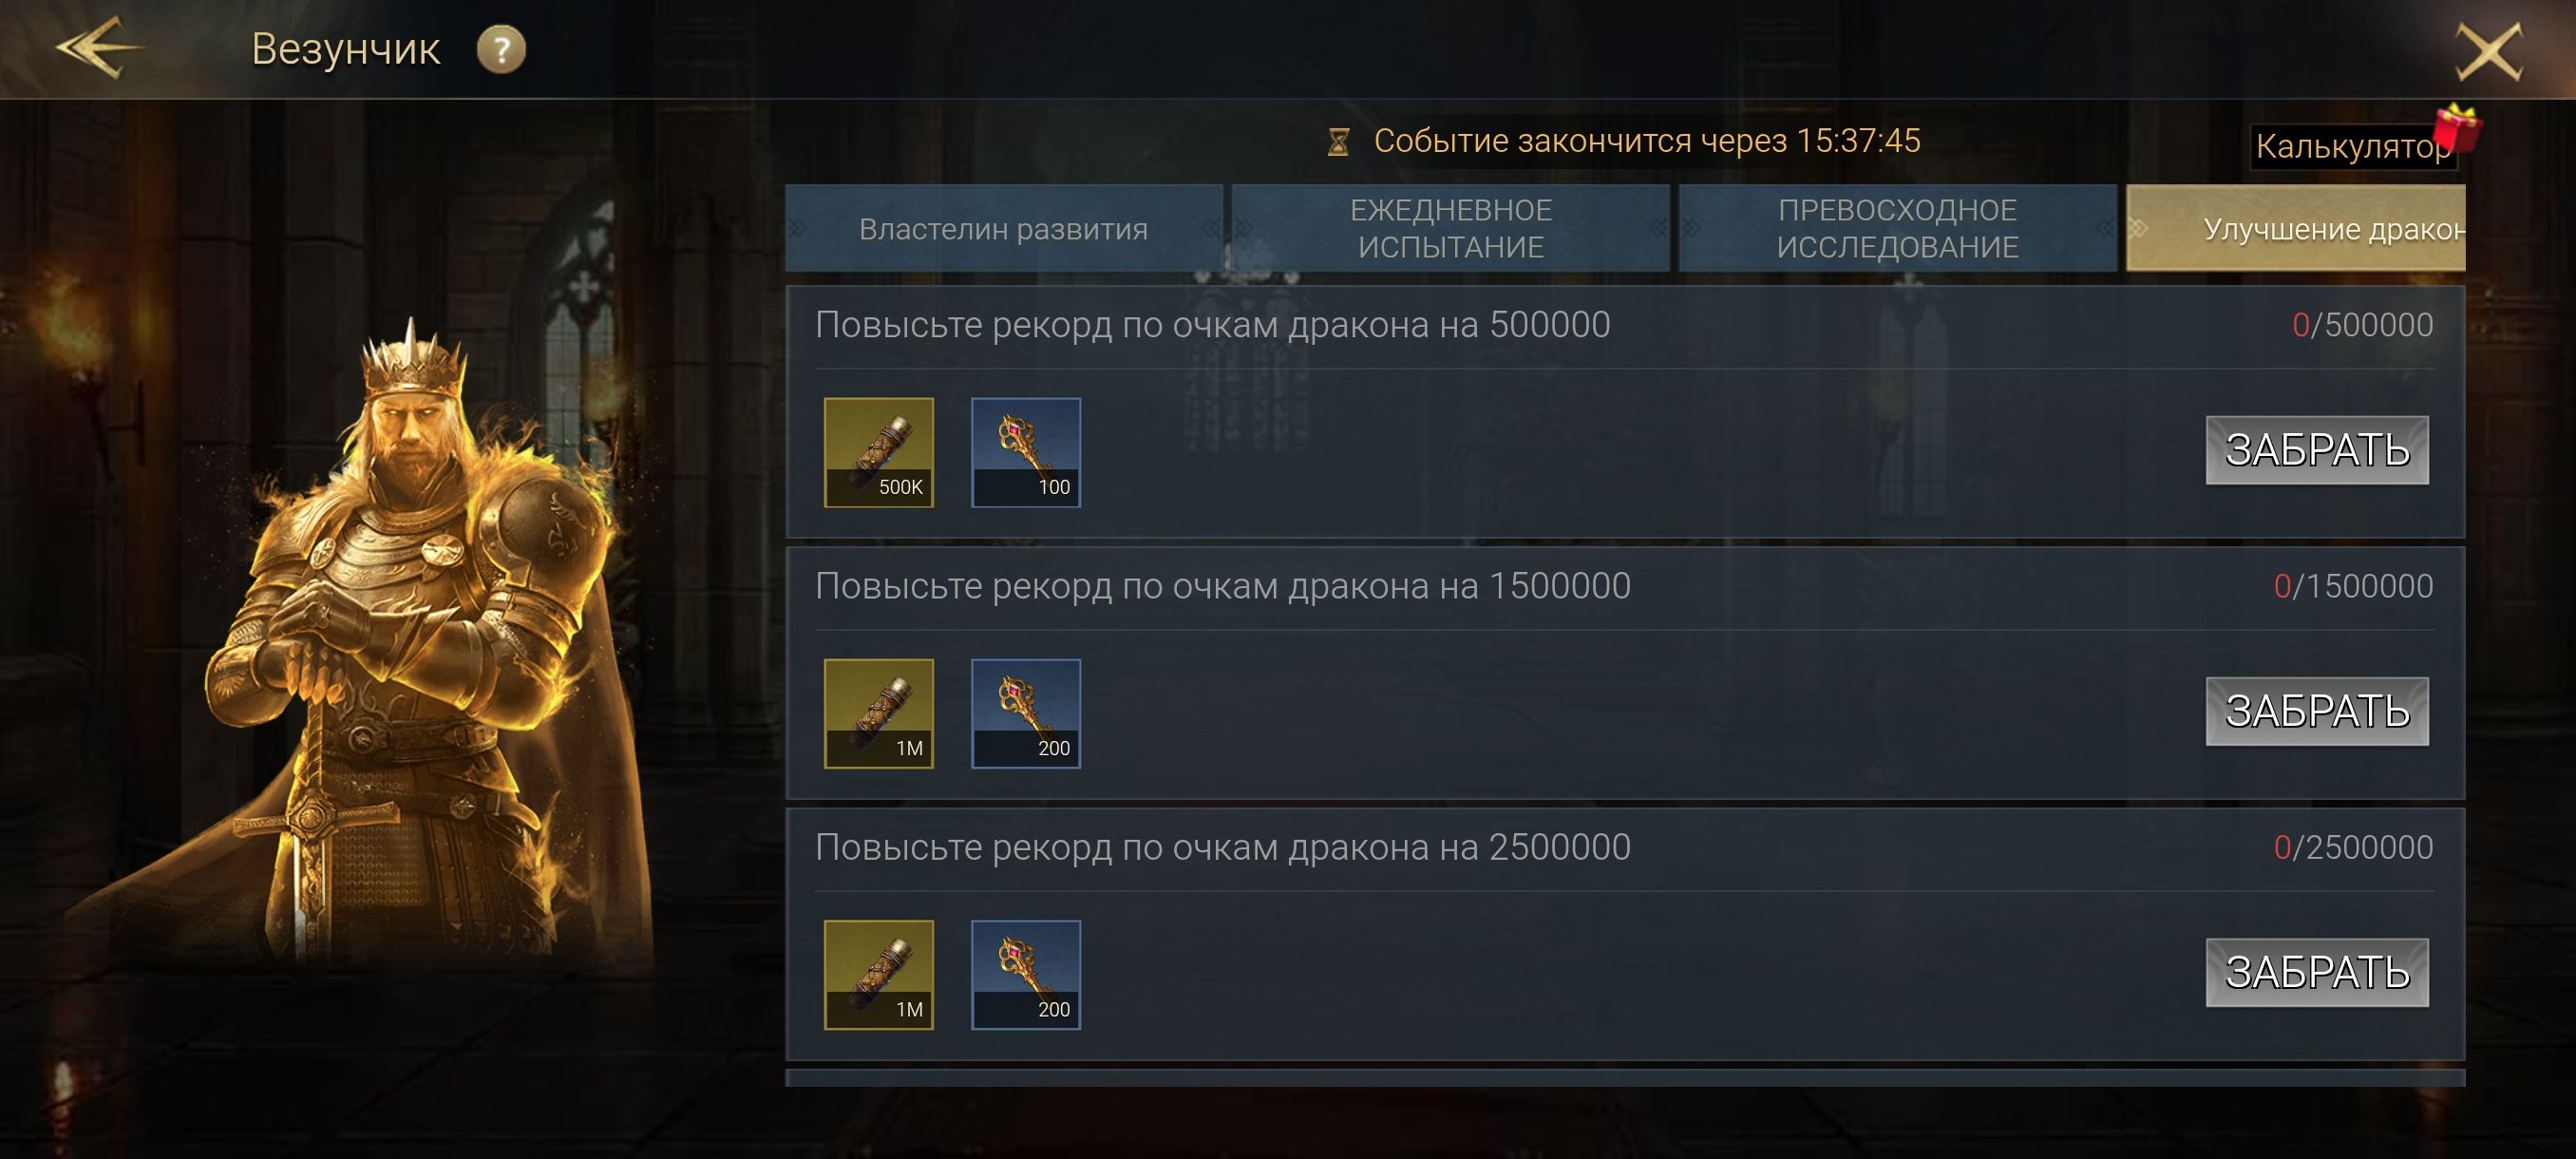 Везунчик ?
Событие закончится через 15:37:45
Калькулятор
Властелин развития
ЕЖЕДНЕВНОЕ
ИСПЫТАНИЕ
ПРЕВОСХОДНОЕ
ИССЛЕДОВАНИЕ
Улучшение дракон
Повысьте рекорд по очкам дракона на 500000
0/500000
500K
100
ЗАБРАТЬ
Повысьте рекорд по очкам дракона на 1500000
0/1500000
1M
200
ЗАБРАТЬ
Повысьте рекорд по очкам дракона на 2500000
0/2500000
1M
200
ЗАБРАТЬ